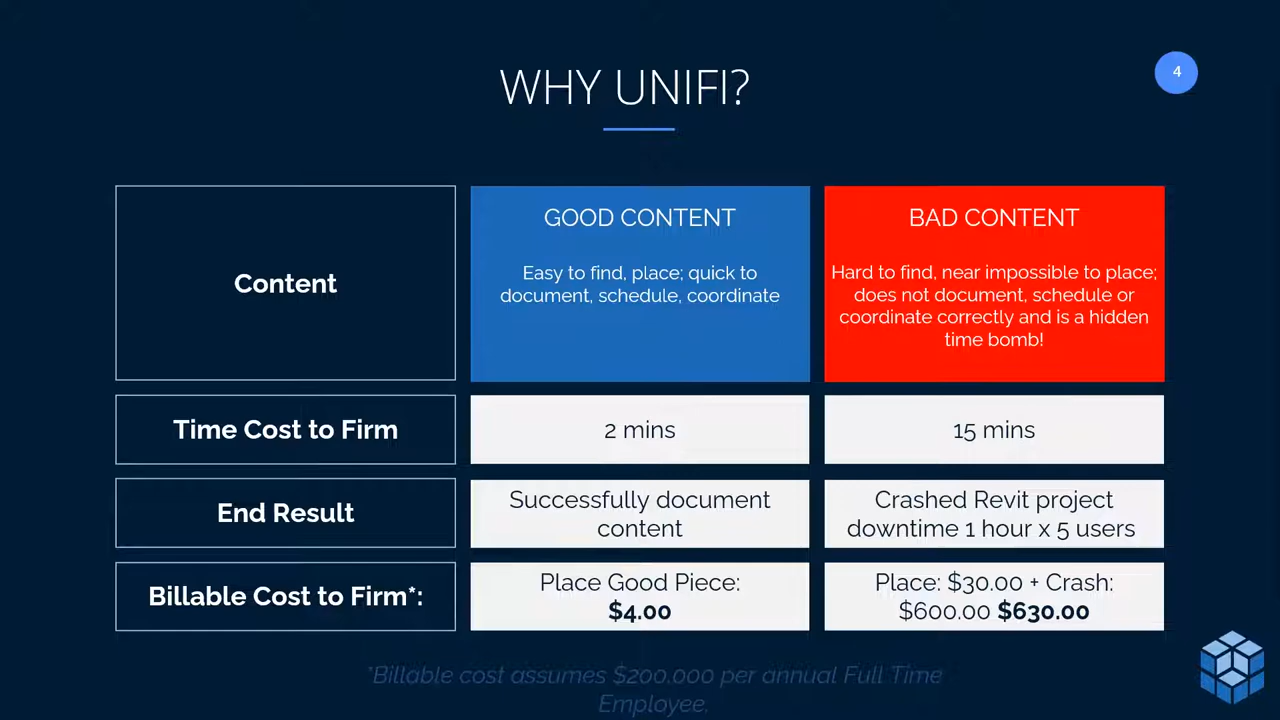 WHY UNIFI?
4
Content
GOOD CONTENT
Easy to find, place; quick to
document, schedule, coordinate
BAD CONTENT
Hard to find, near impossible to place;
does not document, schedule or
coordinate correctly and is a hidden
time bomb!
Time Cost to Firm
2 mins
15 mins
End Result
Successfully document
content
Crashed Revit project
downtime 1 hour x 5 users
Billable Cost to Firm*:
Place Good Piece:
$4.00
Place: $30.00 + Crash:
$600.00 $630.00
*Billable cost assumes $200,000 per annual Full Time
Employee.